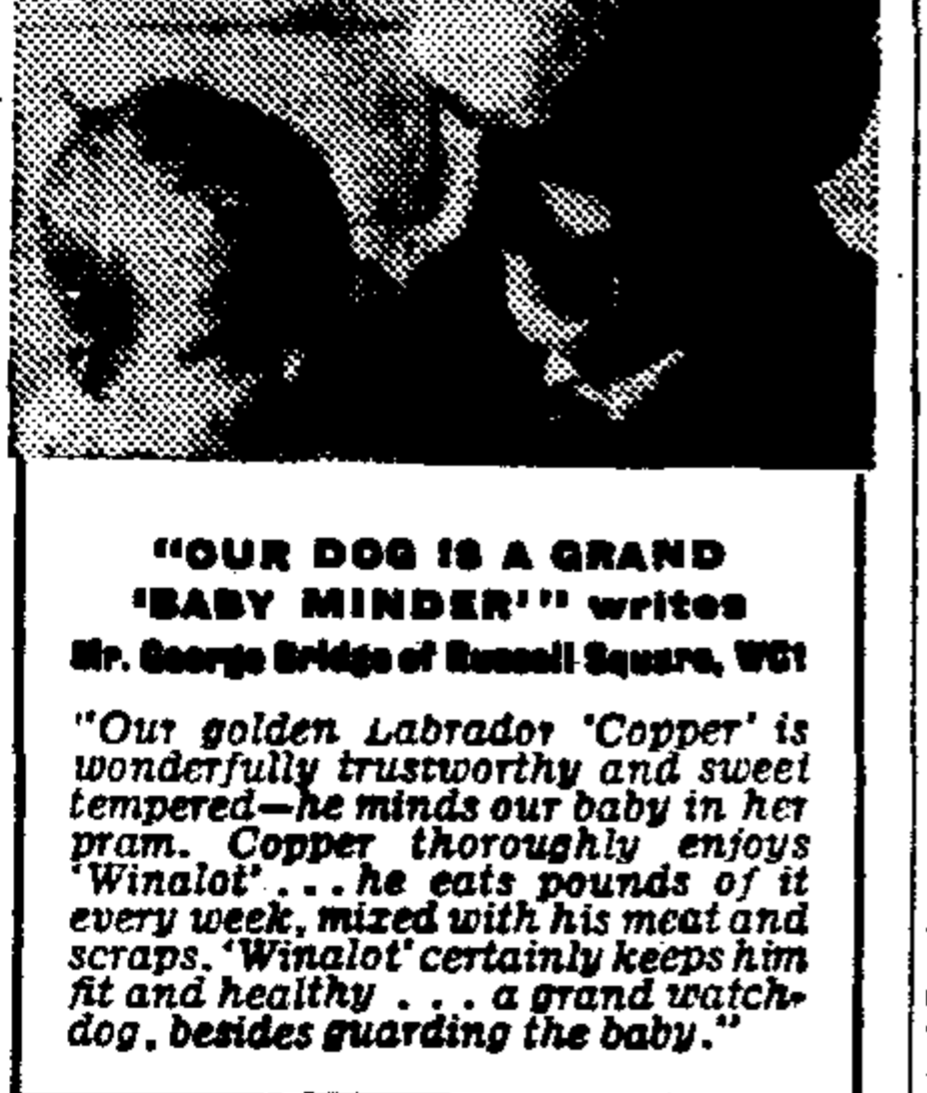 "OUR DOG IS A GRAND
'BABY MINDER'" writes
Mr. George Bridge of Russell Square, WC1
"Our golden Labrador 'Copper' is
wonderfully trustworthy and sweet
tempered—he minds our baby in her
pram. Copper thoroughly enjoys
'Winalot' . . . he eats pounds of it
every week, mixed with his meat and
scraps. 'Winalot' certainly keeps him
fit and healthy . . . a grand watch-
dog, besides guarding the baby."